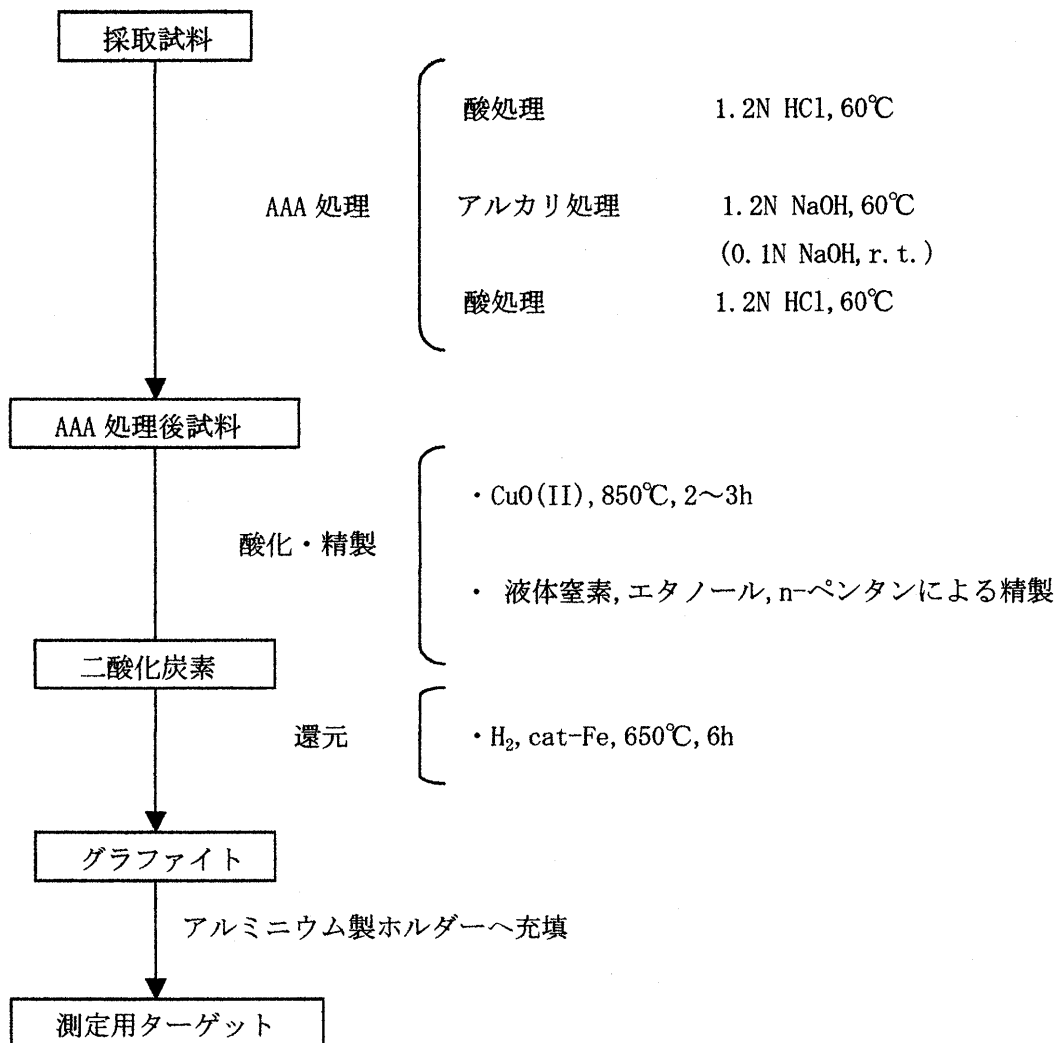 採取試料
酸処理 1.2N HCl, 60℃
AAA 処理 アルカリ処理 1.2N NaOH, 60℃
(0.1N NaOH, r.t.)
酸処理 1.2N HCl, 60℃
AAA 処理後試料
・CuO(II), 850℃, 2〜3h
酸化・精製
・ 液体窒素, エタノール, n-ペンタンによる精製
二酸化炭素
還元 ・H₂, cat-Fe, 650℃, 6h
グラファイト
アルミニウム製ホルダーへ充填
測定用ターゲット